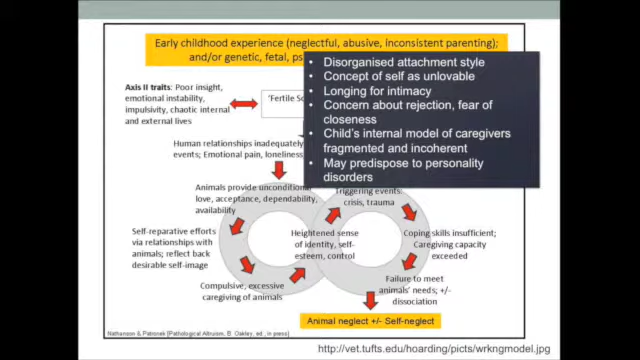 Early childhood experience (neglectful, abusive, inconsistent parenting);
and/or genetic, fetal,
• Disorganised attachment style
• Concept of self as unlovable
• Longing for intimacy
• Concern about rejection, fear of
closeness
• Child's internal model of caregivers
fragmented and incoherent
• May predispose to personality
disorders
Axis II traits: Poor insight,
emotional instability,
impulsivity, chaotic internal
and external lives
'Fertile
Human relationships inadequately
events; Emotional pain, loneliness;
Animals provide unconditional
love, acceptance, dependability,
availability
Triggering events:
crisis, trauma
Self-reparative efforts
via relationships with
animals; reflect back
desirable self-image
Heightened sense
of identity, self-
esteem, control
Coping skills insufficient;
Caregiving capacity
exceeded
Compulsive, excessive
caregiving of animals
Failure to meet
animals' needs; +/-
dissociation
Animal neglect +/- Self-neglect
Nathanson & Patronek [Pathological Altruism, B. Oakley, ed., in press]
http://vet.tufts.edu/hoarding/picts/wrkngmodel.jpg